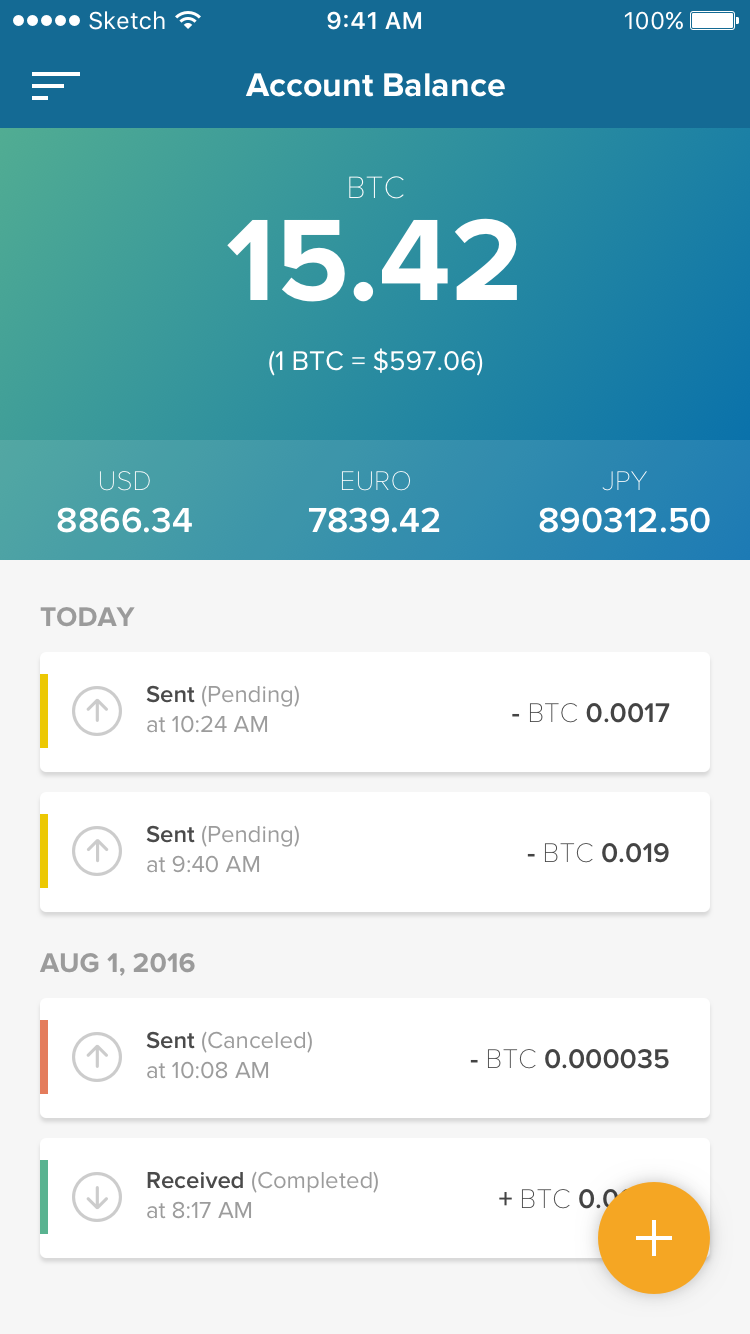 Sketch 9:41 AM 100%
Account Balance
BTC
15.42
(1 BTC = $597.06)
USD EURO JPY
8866.34 7839.42 890312.50
TODAY
Sent (Pending)
at 10:24 AM
- BTC 0.0017
Sent (Pending)
at 9:40 AM
- BTC 0.019
AUG 1, 2016
Sent (Canceled)
at 10:08 AM
- BTC 0.000035
Received (Completed)
at 8:17 AM
+ BTC